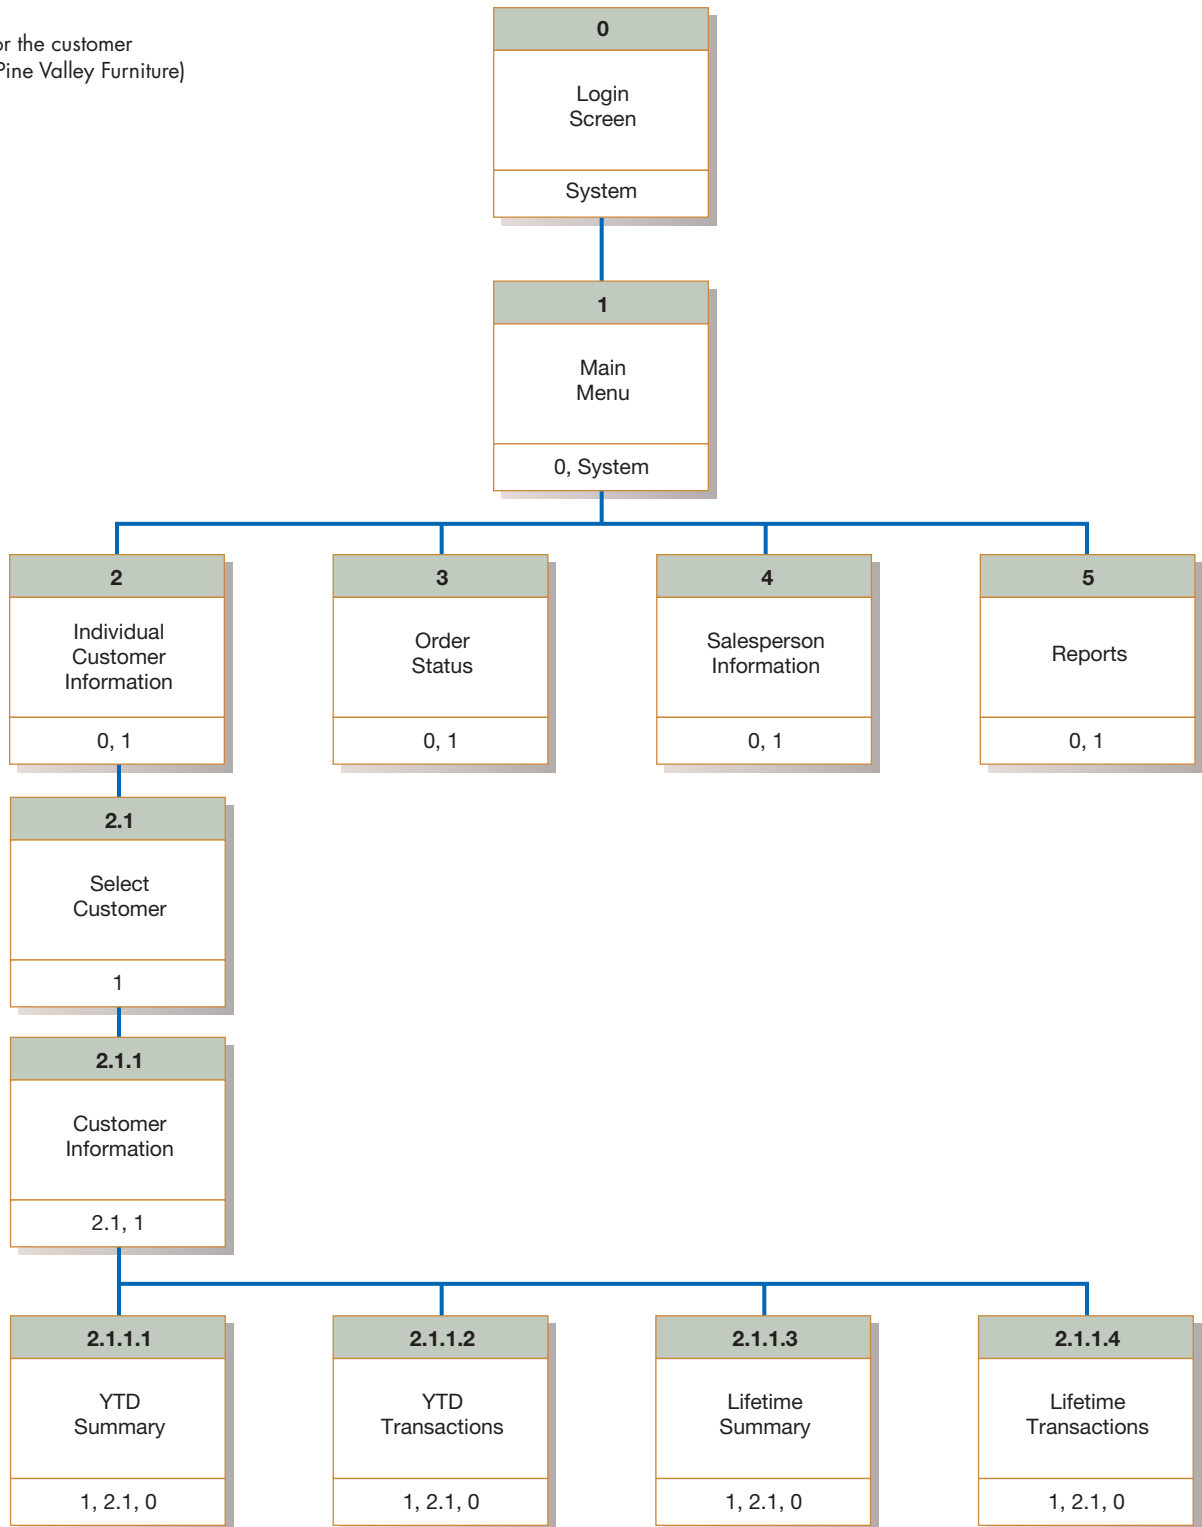 or the customer
Pine Valley Furniture)
0
Login
Screen
System
1
Main
Menu
0, System
2
Individual
Customer
Information
0, 1
3
Order
Status
0, 1
4
Salesperson
Information
0, 1
5
Reports
0, 1
2.1
Select
Customer
1
2.1.1
Customer
Information
2.1, 1
2.1.1.1
YTD
Summary
1, 2.1, 0
2.1.1.2
YTD
Transactions
1, 2.1, 0
2.1.1.3
Lifetime
Summary
1, 2.1, 0
2.1.1.4
Lifetime
Transactions
1, 2.1, 0